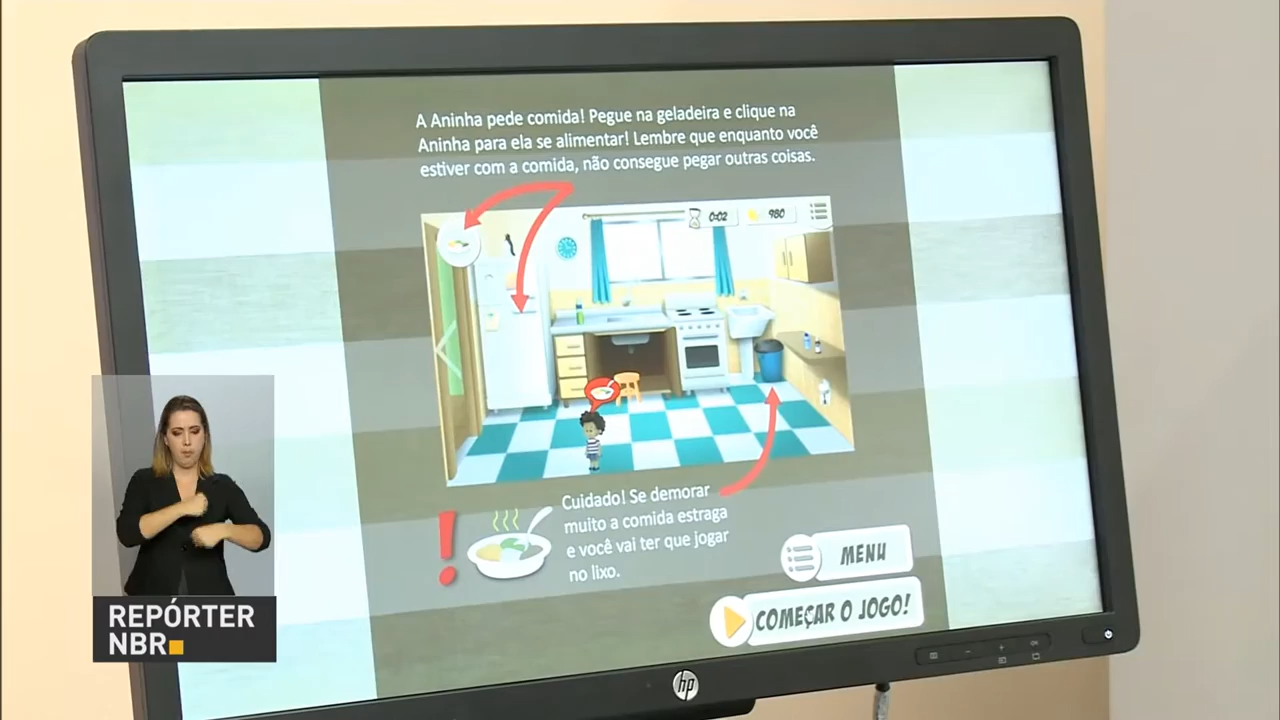 A Aninha pede comida! Pegue na geladeira e clique na
Aninha para ela se alimentar! Lembre que enquanto você
estiver com a comida, não consegue pegar outras coisas.
0:02
980
Cuidado! Se demorar
muito a comida estraga
e você vai ter que jogar
no lixo.
MENU
COMEÇAR O JOGO!
REPÓRTER
NBR
hp